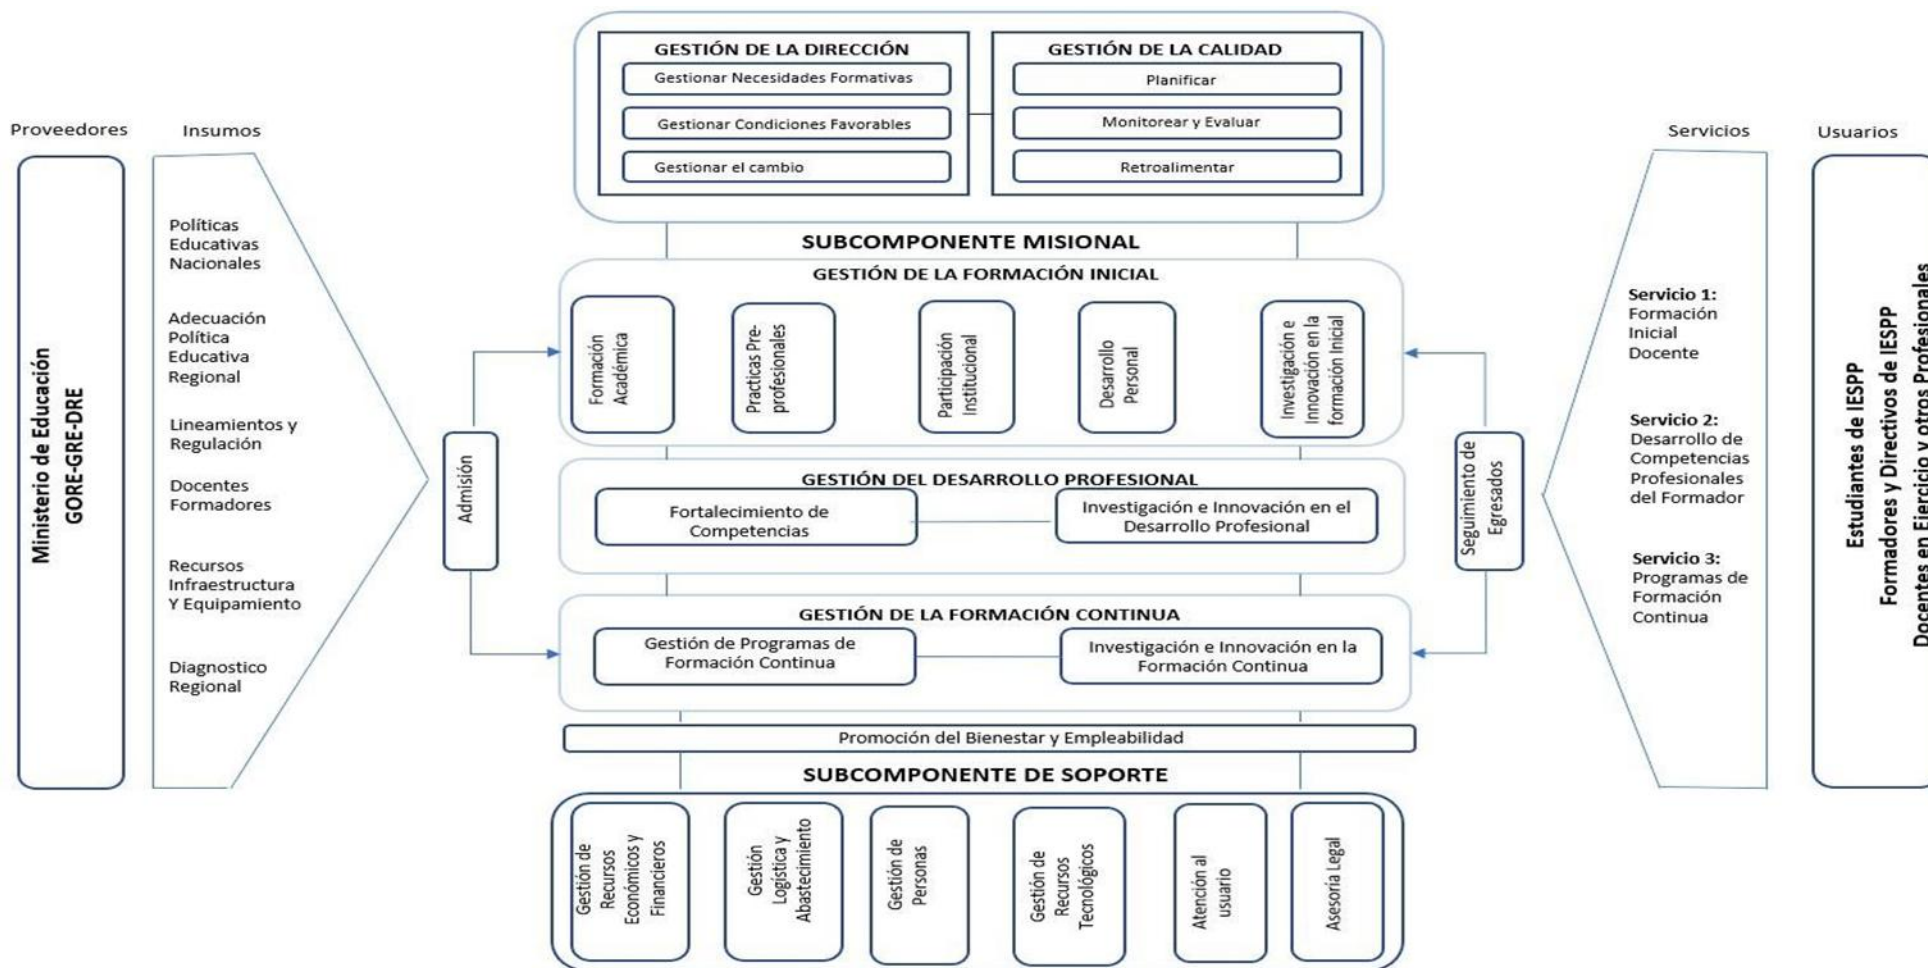 GESTIÓN DE LA DIRECCIÓN
Gestionar Necesidades Formativas
Gestionar Condiciones Favorables
Gestionar el cambio
GESTIÓN DE LA CALIDAD
Planificar
Monitorear y Evaluar
Retroalimentar
Proveedores
Ministerio de Educación
GORE-GRE-DRE
Insumos
Políticas
Educativas
Nacionales
Adecuación
Política
Educativa
Regional
Lineamientos y
Regulación
Docentes
Formadores
Recursos
Infraestructura
Y Equipamiento
Diagnostico
Regional
Admisión
SUBCOMPONENTE MISIONAL
GESTIÓN DE LA FORMACIÓN INICIAL
Formación
Académica
Practicas Pre-
profesionales
Participación
Institucional
Desarrollo
Personal
Investigación e
Innovación en la
formación Inicial
GESTIÓN DEL DESARROLLO PROFESIONAL
Fortalecimiento de
Competencias
Investigación e Innovación en el
Desarrollo Profesional
GESTIÓN DE LA FORMACIÓN CONTINUA
Gestión de Programas de
Formación Continua
Investigación e Innovación en la
Formación Continua
Promoción del Bienestar y Empleabilidad
SUBCOMPONENTE DE SOPORTE
Gestión de
Recursos
Económicos y
Financieros
Gestión
Logística y
Abastecimiento
Gestión de
Personas
Gestión de
Recursos
Tecnológicos
Atención al
usuario
Asesoría Legal
Seguimiento de
Egresados
Servicios
Servicio 1:
Formación
Inicial
Docente
Servicio 2:
Desarrollo de
Competencias
Profesionales
del Formador
Servicio 3:
Programas de
Formación
Continua
Usuarios
Estudiantes de IESPP
Formadores y Directivos de IESPP
Docentes en Ejercicio y otros Profesionales